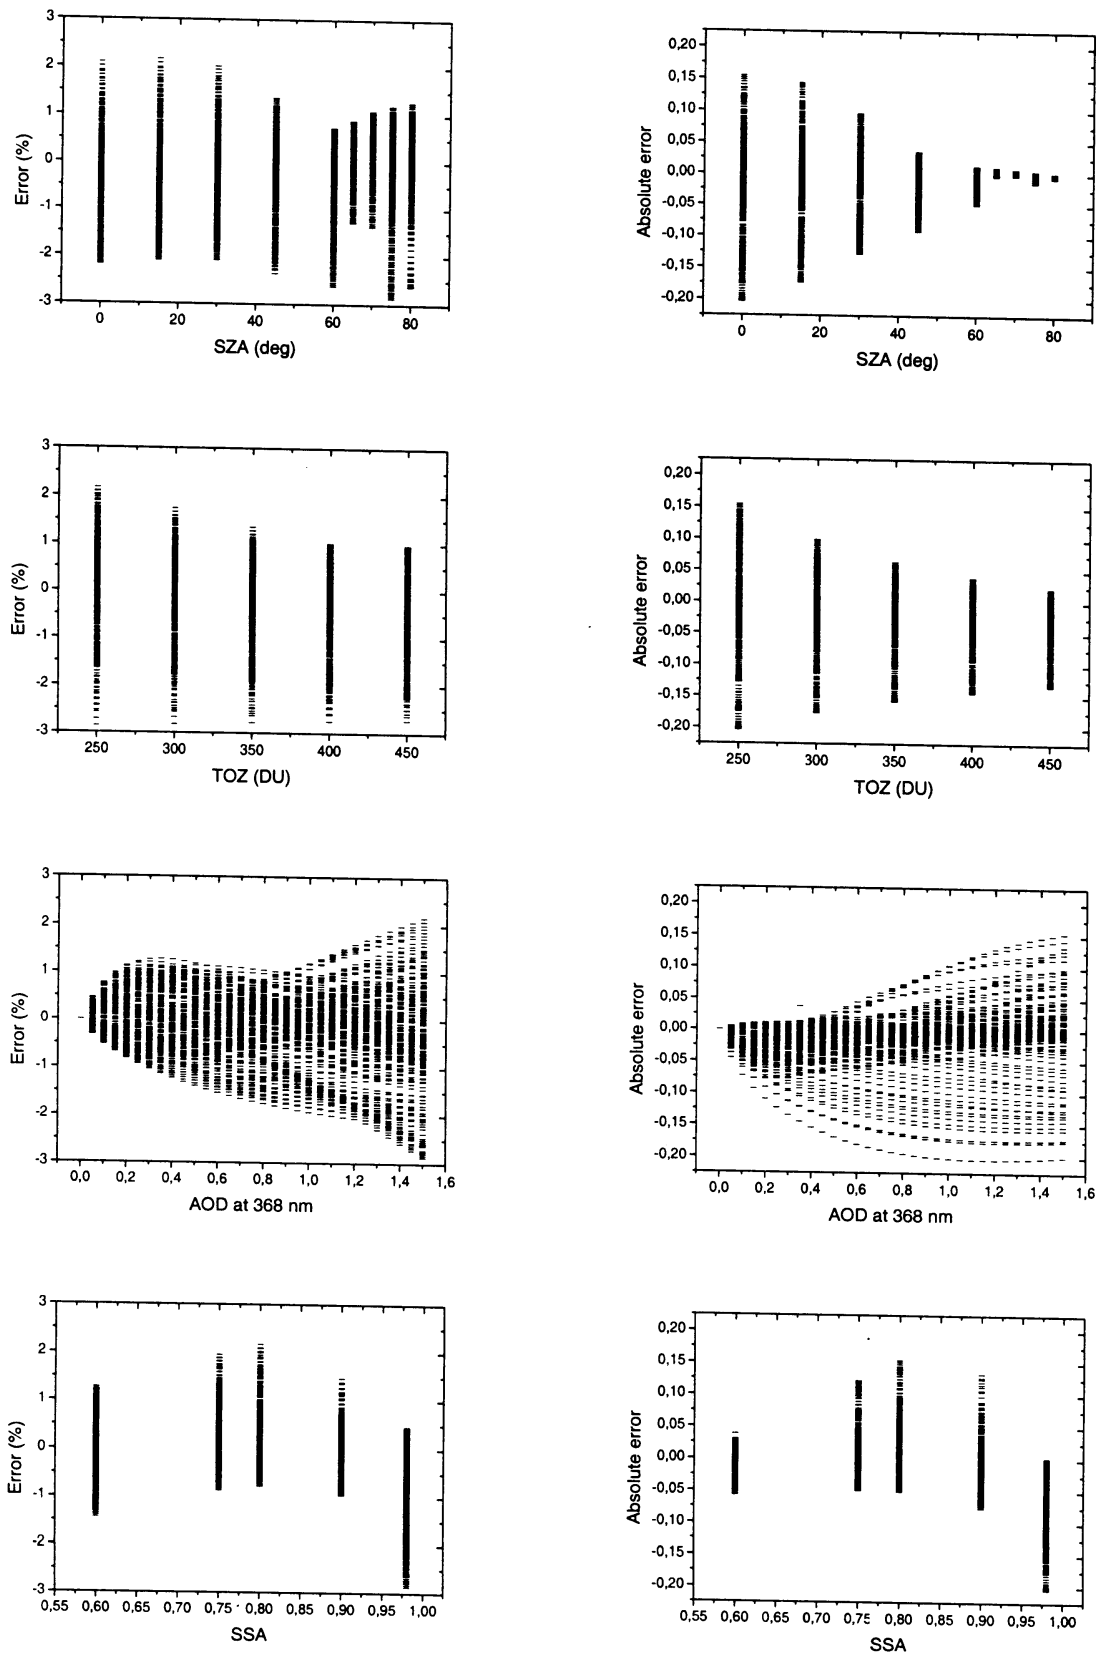 3
2
1
0
-1
-2
-3
Error (%)
0 20 40 60 80
SZA (deg)
0,20
0,15
0,10
0,05
0,00
-0,05
-0,10
-0,15
-0,20
Absolute error
0 20 40 60 80
SZA (deg)
3
2
1
0
-1
-2
-3
Error (%)
250 300 350 400 450
TOZ (DU)
0,20
0,15
0,10
0,05
0,00
-0,05
-0,10
-0,15
-0,20
Absolute error
250 300 350 400 450
TOZ (DU)
3
2
1
0
-1
-2
-3
Error (%)
0,0 0,2 0,4 0,6 0,8 1,0 1,2 1,4 1,6
AOD at 368 nm
0,20
0,15
0,10
0,05
0,00
-0,05
-0,10
-0,15
-0,20
Absolute error
0,0 0,2 0,4 0,6 0,8 1,0 1,2 1,4 1,6
AOD at 368 nm
3
2
1
0
-1
-2
-3
Error (%)
0,55 0,60 0,65 0,70 0,75 0,80 0,85 0,90 0,95 1,00
SSA
0,20
0,15
0,10
0,05
0,00
-0,05
-0,10
-0,15
-0,20
Absolute error
0,55 0,60 0,65 0,70 0,75 0,80 0,85 0,90 0,95 1,00
SSA